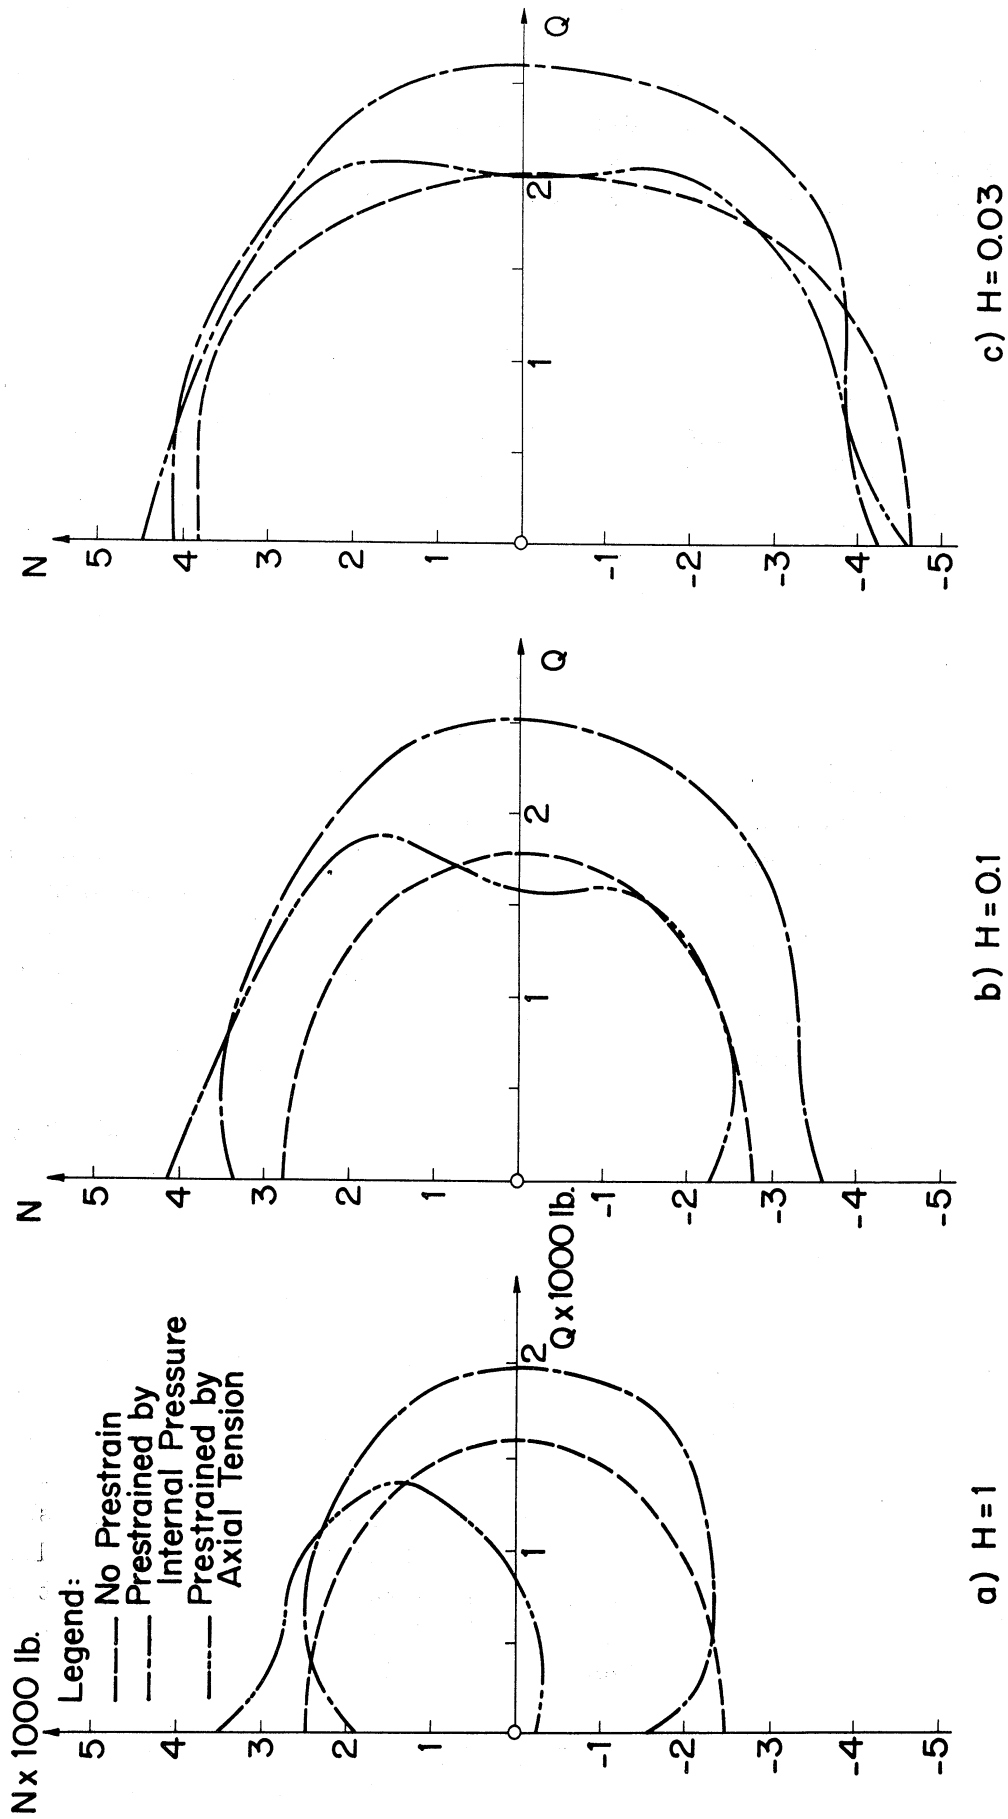 N x 1000 lb.
Legend:
No Prestrain
Prestrained by
Internal Pressure
Prestrained by
Axial Tension
5
4
3
2
1
-1
-2
-3
-4
-5
1
2
Q x 1000 lb.
a) H = 1
N
5
4
3
2
1
-1
-2
-3
-4
-5
1
2
Q
b) H = 0.1
N
5
4
3
2
1
-1
-2
-3
-4
-5
1
2
Q
c) H = 0.03